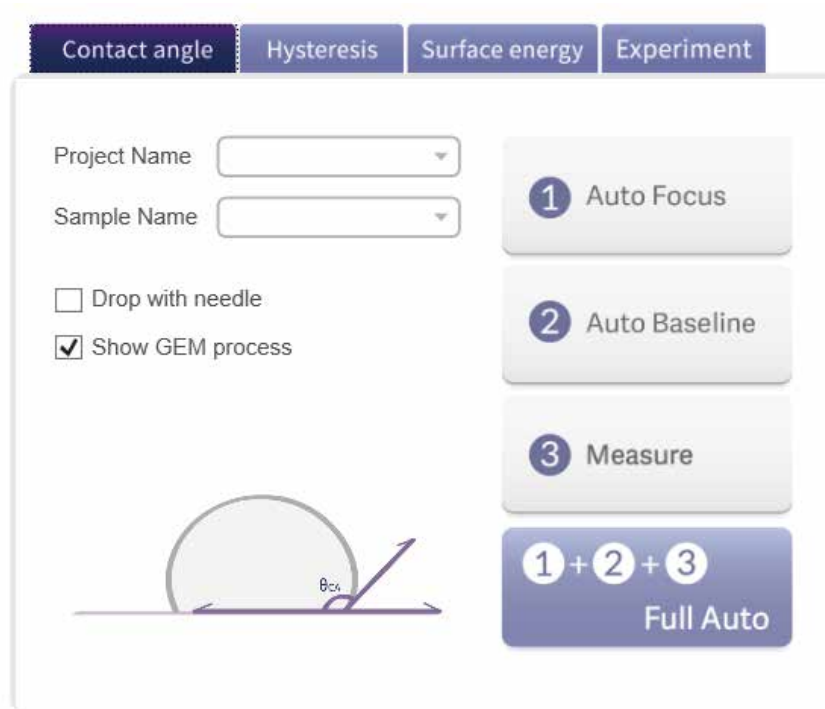 Contact angle
Hysteresis
Surface energy
Experiment
Project Name
Sample Name
Drop with needle
Show GEM process
1 Auto Focus
2 Auto Baseline
3 Measure
1+2+3
Full Auto
θCA